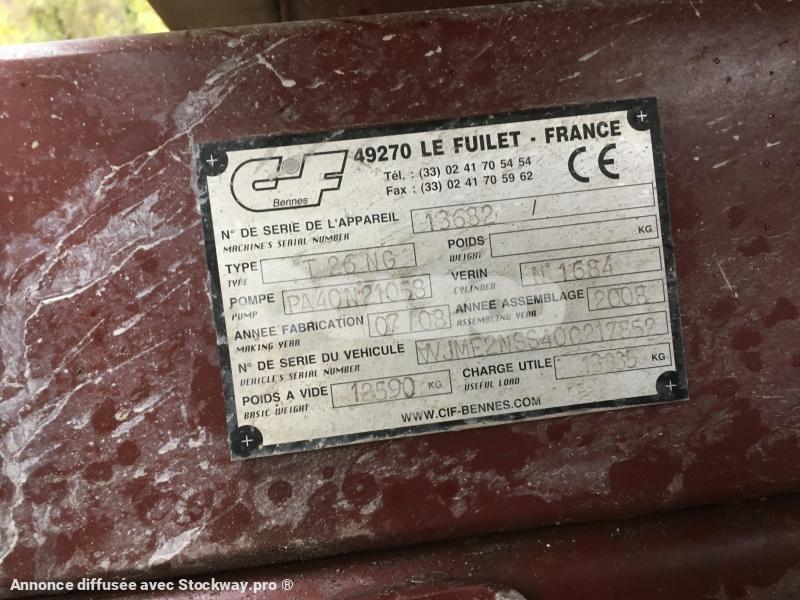 CIF
Bennes
49270 LE FUILET - FRANCE
Tél. : (33) 02 41 70 54 54
Fax : (33) 02 41 70 59 62
CE
N° DE SERIE DE L'APPAREIL 13682 /
MACHINE'S SERIAL NUMBER
TYPE T 26 NG POIDS KG
TYPE WEIGHT
POMPE PA40N21058 VERIN N°1684
PUMP CYLINDER
ANNEE FABRICATION 07 08 ANNEE ASSEMBLAGE 2008
MAKING YEAR ASSEMBLING YEAR
N° DE SERIE DU VEHICULE WJMF2NSS40C217852
VEHICLE'S SERIAL NUMBER
POIDS A VIDE 12590 KG CHARGE UTILE KG
BASIC WEIGHT USEFUL LOAD
WWW.CIF-BENNES.COM
Annonce diffusée avec Stockway.pro ®